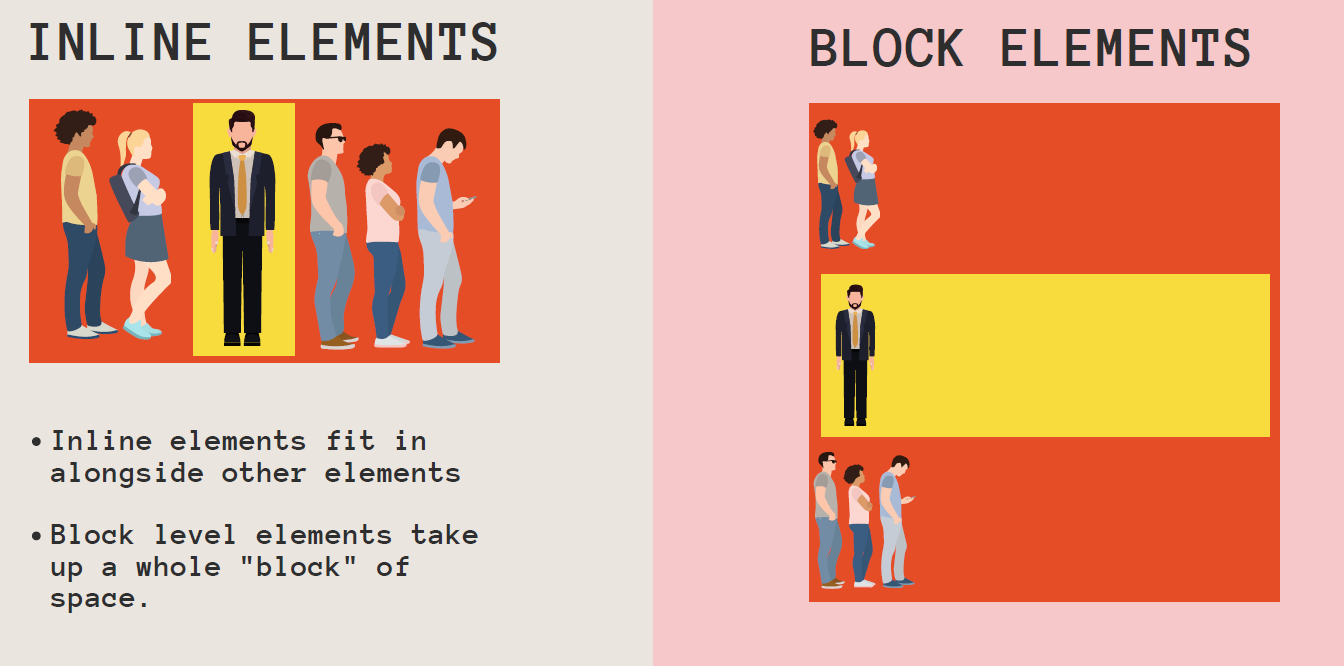 INLINE ELEMENTS
• Inline elements fit in
alongside other elements
• Block level elements take
up a whole "block" of
space.
BLOCK ELEMENTS